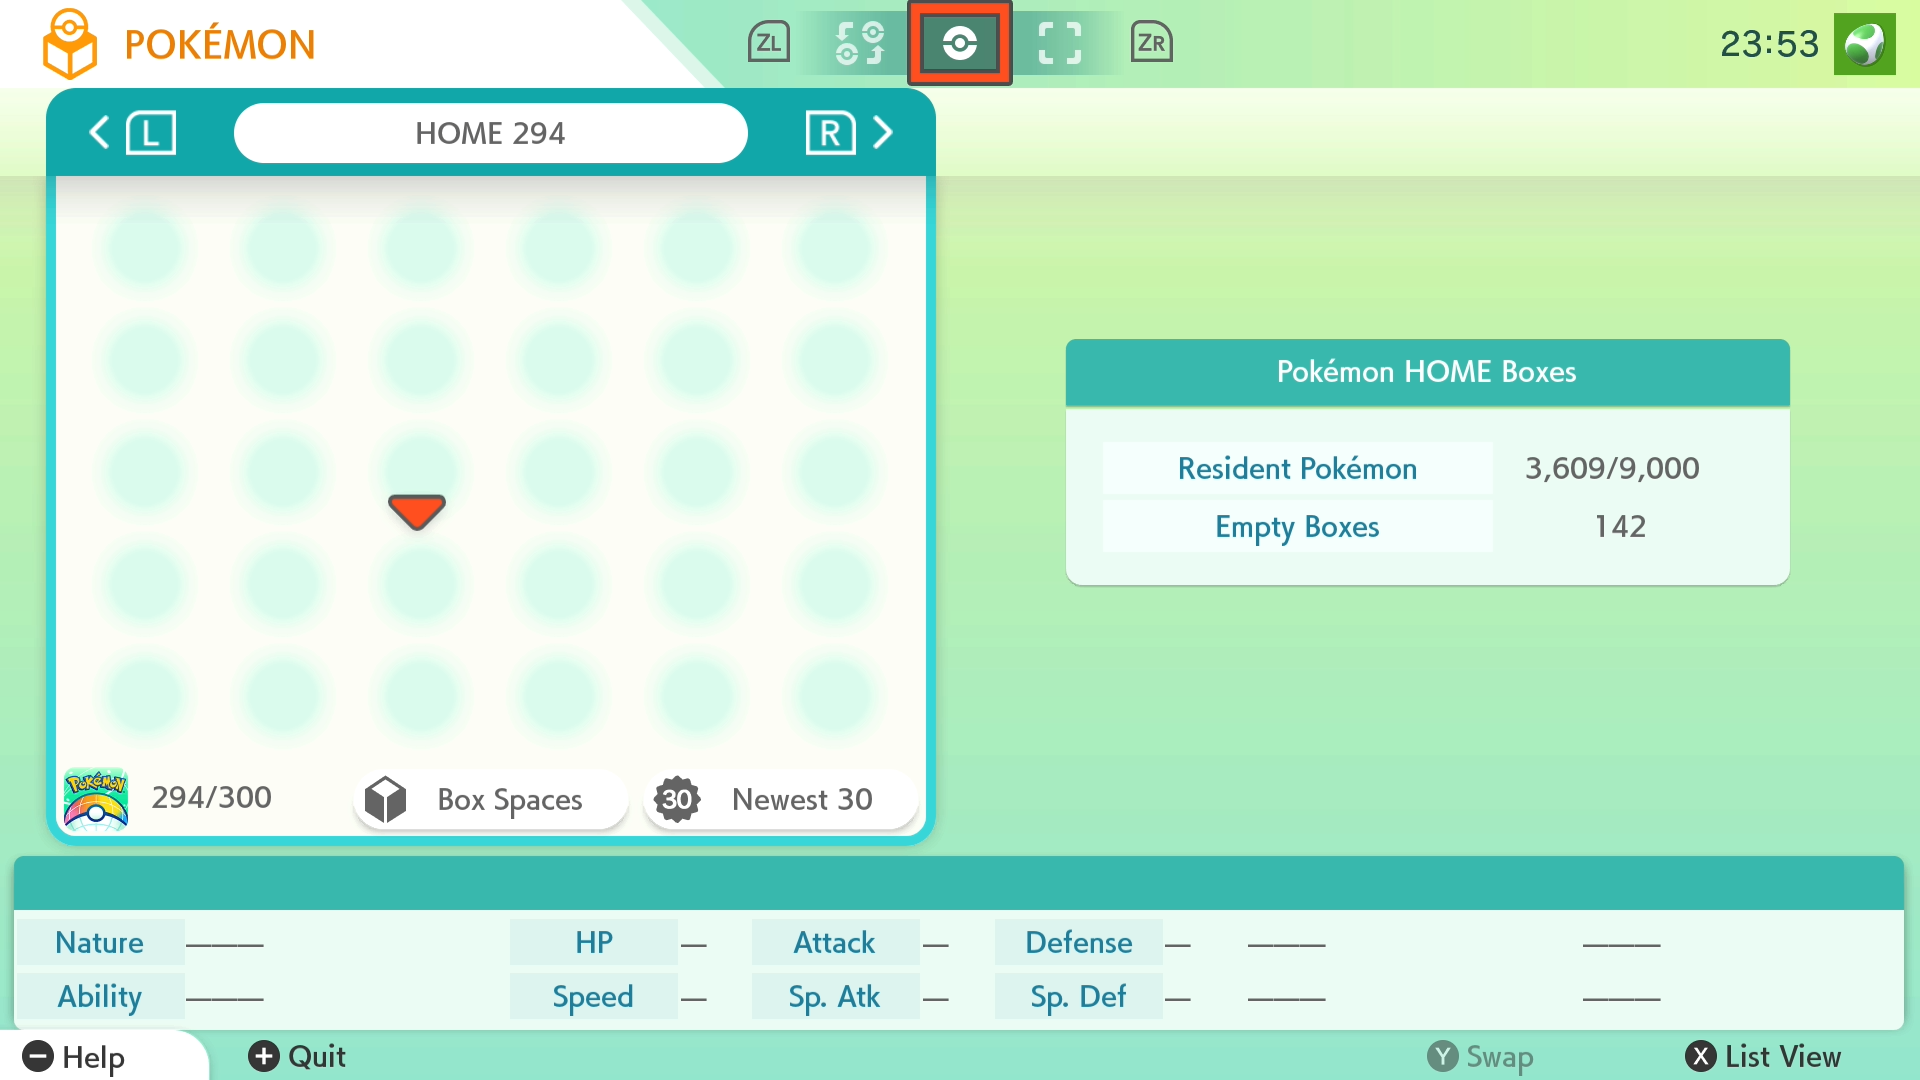 POKÉMON
ZL
ZR
23:53
L
HOME 294
R
Pokémon HOME Boxes
Resident Pokémon 3,609/9,000
Empty Boxes 142
Pokémon
294/300
Box Spaces
30
Newest 30
Nature ———
HP —
Attack —
Defense —
———
———
Ability ———
Speed —
Sp. Atk —
Sp. Def —
———
———
Help
Quit
Y Swap
X List View